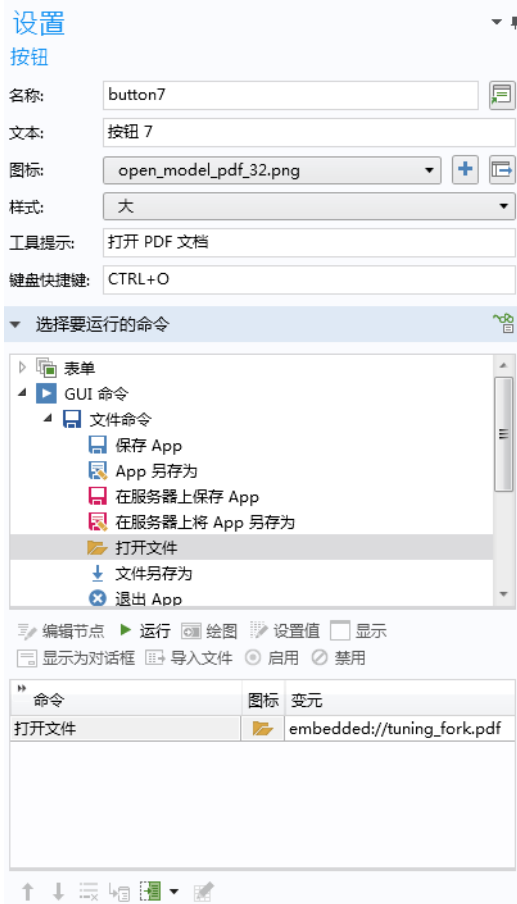 设置
按钮
名称: button7
文本: 按钮 7
图标: open_model_pdf_32.png
样式: 大
工具提示: 打开 PDF 文档
键盘快捷键: CTRL+O
选择要运行的命令
表单
GUI 命令
文件命令
保存 App
App 另存为
在服务器上保存 App
在服务器上将 App 另存为
打开文件
文件另存为
退出 App
编辑节点 运行 绘图 设置值 显示
显示为对话框 导入文件 启用 禁用
命令 图标 变元
打开文件 embedded://tuning_fork.pdf